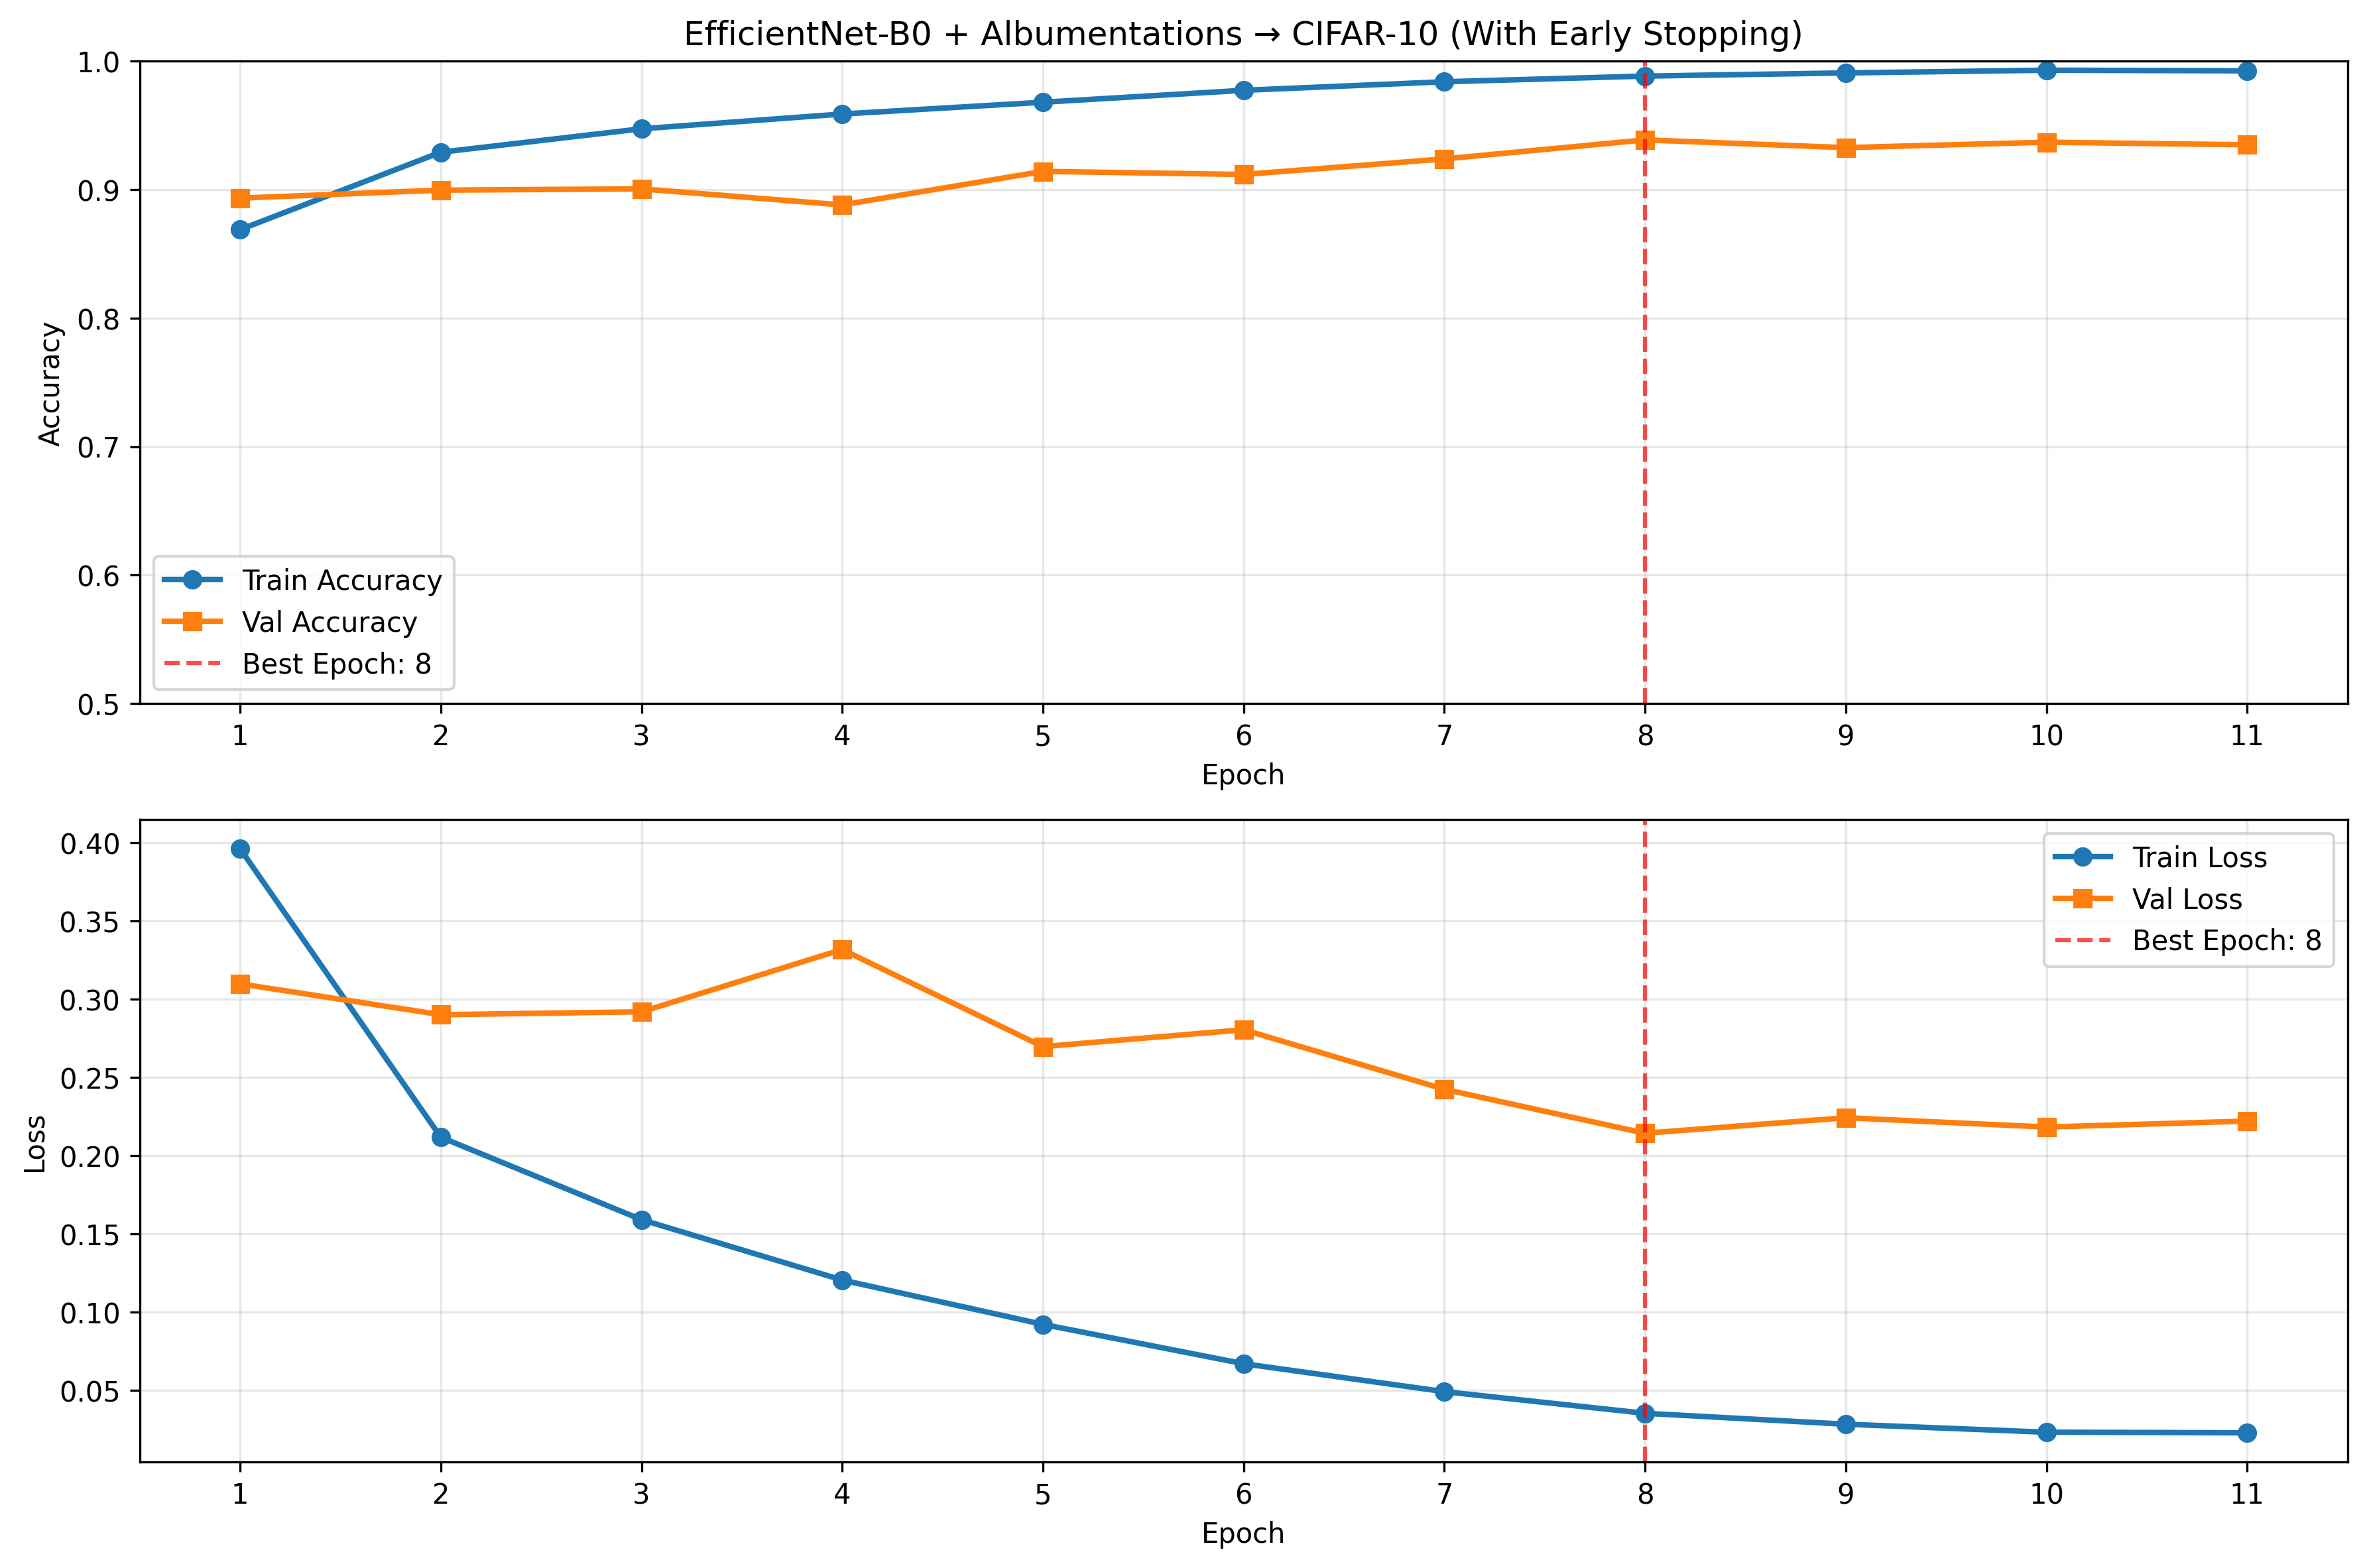 EfficientNet-B0 + Albumentations → CIFAR-10 (With Early Stopping)
1.0
0.9
0.8
0.7
0.6
0.5
Accuracy
Train Accuracy
Val Accuracy
Best Epoch: 8
1 2 3 4 5 6 7 8 9 10 11
Epoch
0.40
0.35
0.30
0.25
0.20
0.15
0.10
0.05
Loss
Train Loss
Val Loss
Best Epoch: 8
1 2 3 4 5 6 7 8 9 10 11
Epoch